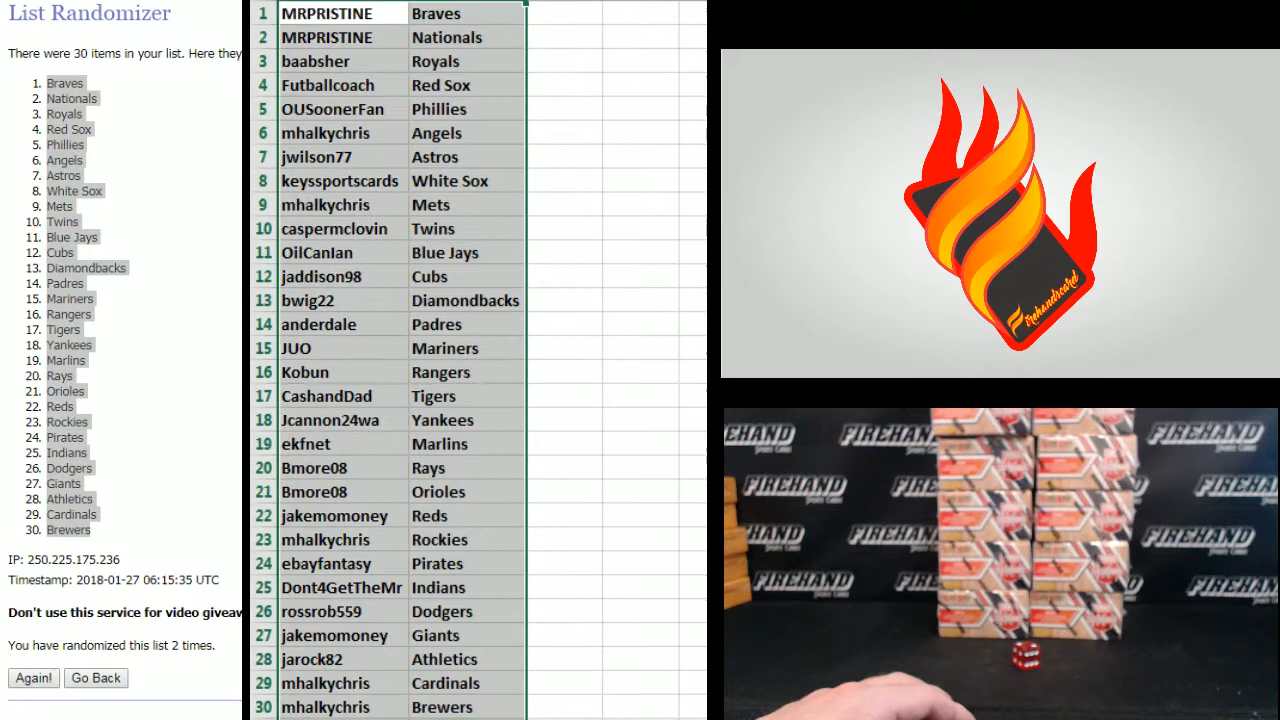 List Randomizer
There were 30 items in your list. Here they
1. Braves
2. Nationals
3. Royals
4. Red Sox
5. Phillies
6. Angels
7. Astros
8. White Sox
9. Mets
10. Twins
11. Blue Jays
12. Cubs
13. Diamondbacks
14. Padres
15. Mariners
16. Rangers
17. Tigers
18. Yankees
19. Marlins
20. Rays
21. Orioles
22. Reds
23. Rockies
24. Pirates
25. Indians
26. Dodgers
27. Giants
28. Athletics
29. Cardinals
30. Brewers
IP: 250.225.175.236
Timestamp: 2018-01-27 06:15:35 UTC
Don't use this service for video giveaw
You have randomized this list 2 times.
Again! Go Back
1 MRPRISTINE Braves
2 MRPRISTINE Nationals
3 baabsher Royals
4 Futballcoach Red Sox
5 OUSoonerFan Phillies
6 mhalkychris Angels
7 jwilson77 Astros
8 keyssportscards White Sox
9 mhalkychris Mets
10 caspermclovin Twins
11 OilCanIan Blue Jays
12 jaddison98 Cubs
13 bwig22 Diamondbacks
14 anderdale Padres
15 JUO Mariners
16 Kobun Rangers
17 CashandDad Tigers
18 Jcannon24wa Yankees
19 ekfnet Marlins
20 Bmore08 Rays
21 Bmore08 Orioles
22 jakemomoney Reds
23 mhalkychris Rockies
24 ebayfantasy Pirates
25 Dont4GetTheMr Indians
26 rossrob559 Dodgers
27 jakemomoney Giants
28 jarock82 Athletics
29 mhalkychris Cardinals
30 mhalkychris Brewers
Firehandscard
FIREHAND
FIREHAND
FIREHAND
SPORTS CARDS
FIREHAND
FIREHAND
FIREHAND
FIREHAND